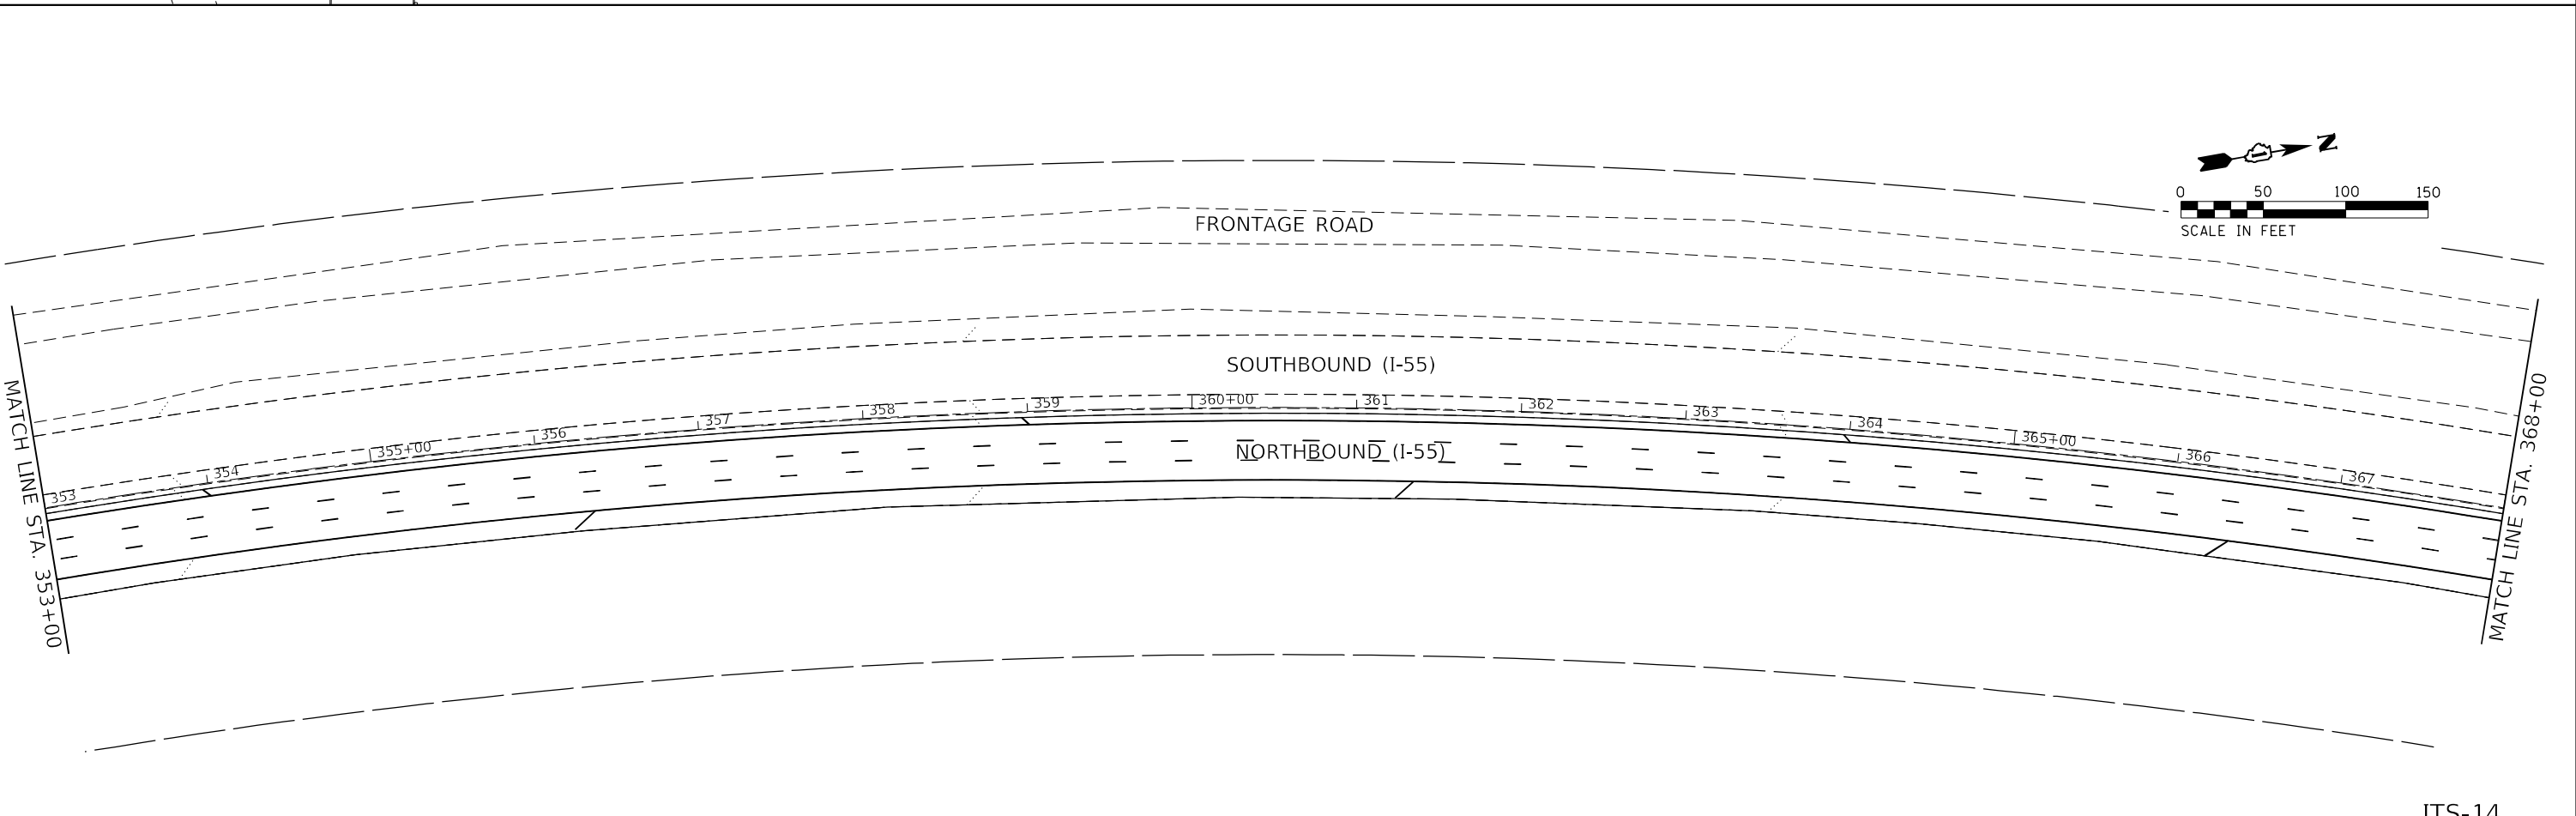 N
0 50 100 150
SCALE IN FEET
FRONTAGE ROAD
SOUTHBOUND (I-55)
353 354 355+00 356 357 358 359 360+00 361 362 363 364 365+00 366 367
NORTHBOUND (I-55)
MATCH LINE STA. 353+00
MATCH LINE STA. 368+00
ITS-14